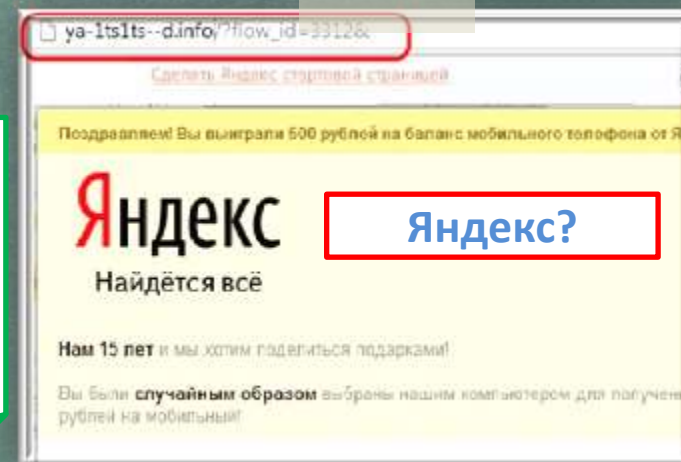 ya-1ts1ts--d.info/?flow_id=3312&
Сделать Яндекс стартовой страницей
Поздравляем! Вы выиграли 500 рублей на баланс мобильного телефона от Я
Яндекс
Яндекс?
Найдётся всё
Нам 15 лет и мы хотим поделиться подарками!
Вы были случайным образом выбраны нашим компьютером для получен
рублей на мобильный!